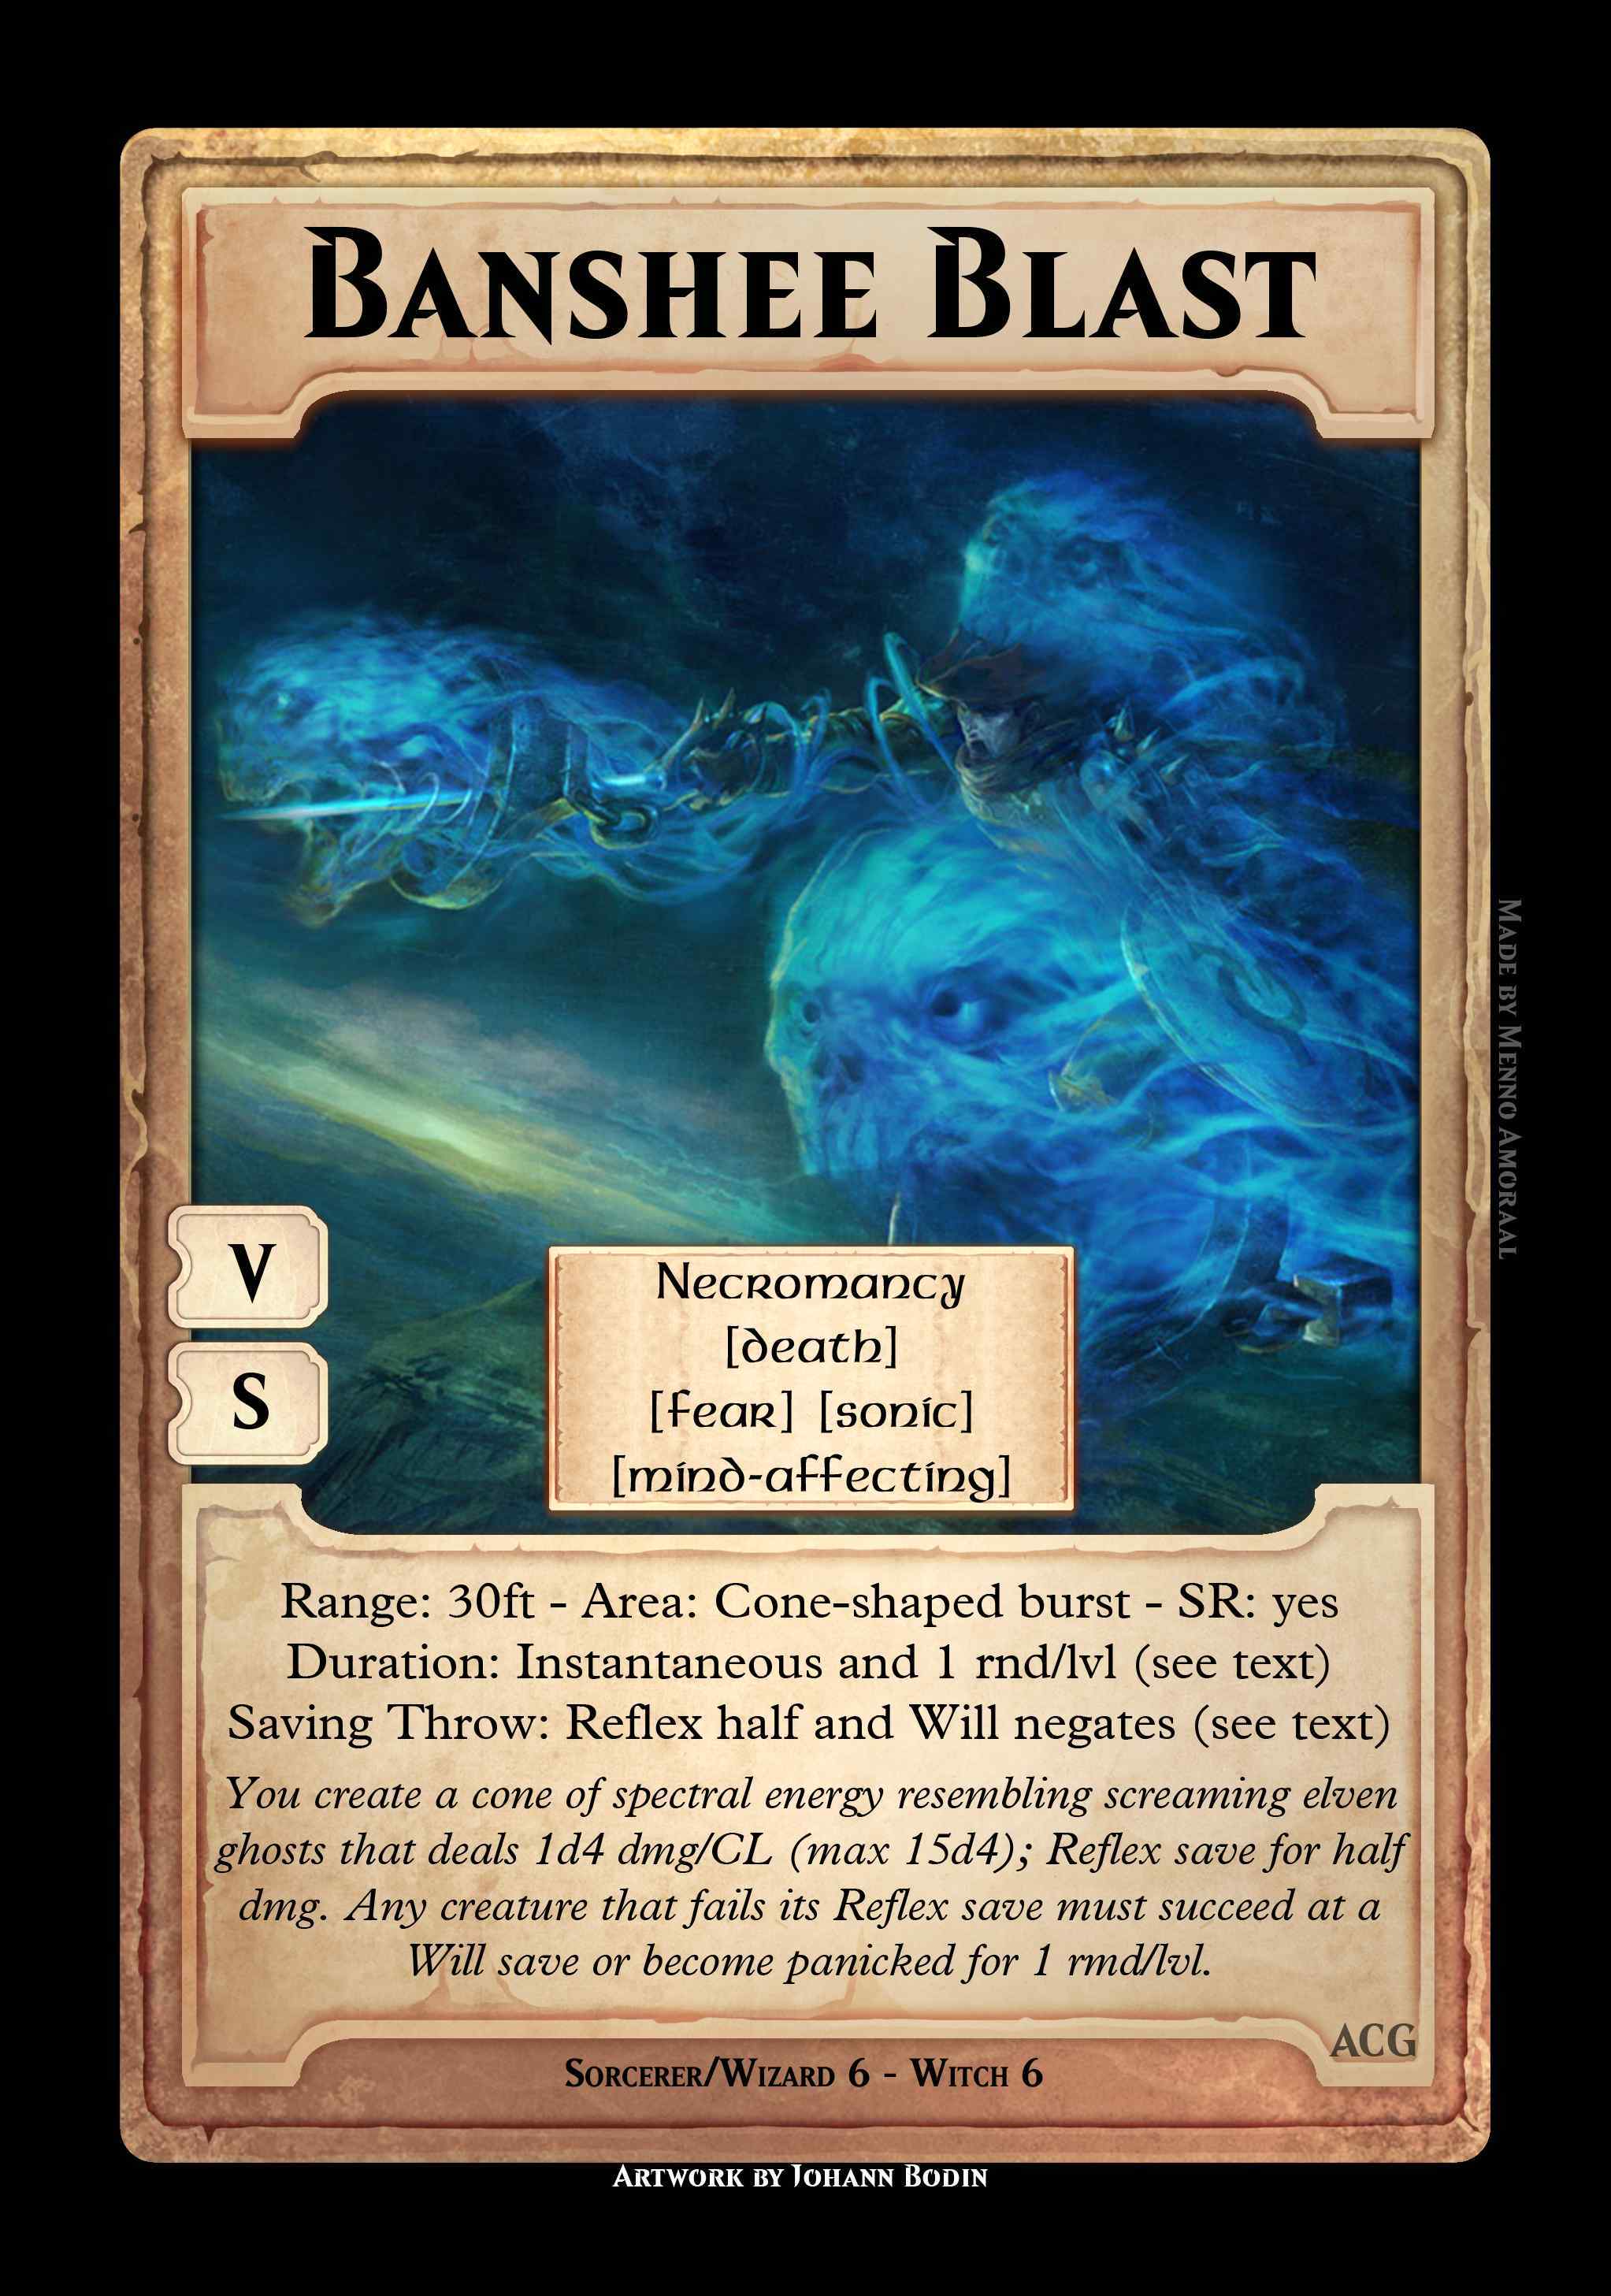 Banshee Blast
Made by Menno Amoraal
V
S
Necromancy
[death]
[fear] [sonic]
[mind-affecting]
Range: 30ft - Area: Cone-shaped burst - SR: yes
Duration: Instantaneous and 1 rnd/lvl (see text)
Saving Throw: Reflex half and Will negates (see text)
You create a cone of spectral energy resembling screaming elven
ghosts that deals 1d4 dmg/CL (max 15d4); Reflex save for half
dmg. Any creature that fails its Reflex save must succeed at a
Will save or become panicked for 1 rmd/lvl.
ACG
Sorcerer/Wizard 6 - Witch 6
Artwork by Johann Bodin